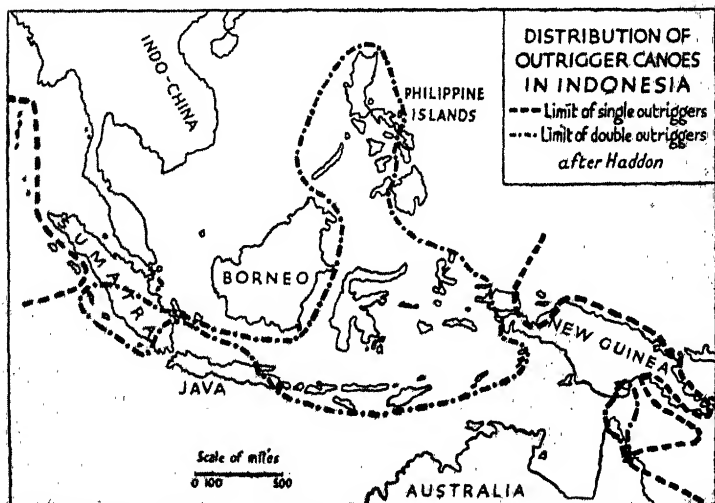 DISTRIBUTION OF
OUTRIGGER CANOES
IN INDONESIA
Limit of single outriggers
Limit of double outriggers
after Haddon
INDO-CHINA
PHILIPPINE
ISLANDS
SUMATRA
BORNEO
NEW GUINEA
JAVA
Scale of miles
0 100 500
AUSTRALIA